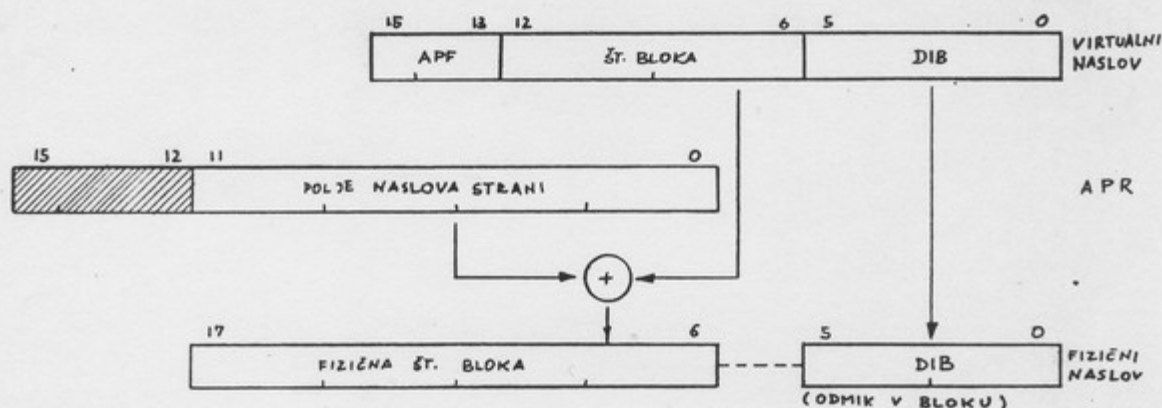 15 13 12 6 5 0
APF ŠT. BLOKA DIB
VIRTUALNI
NASLOV
15 12 11 0
POLJE NASLOVA STRANI
APR
+
17 6 5 0
FIZIČNA ŠT. BLOKA DIB
FIZIČNI
NASLOV
(ODMIK V BLOKU)